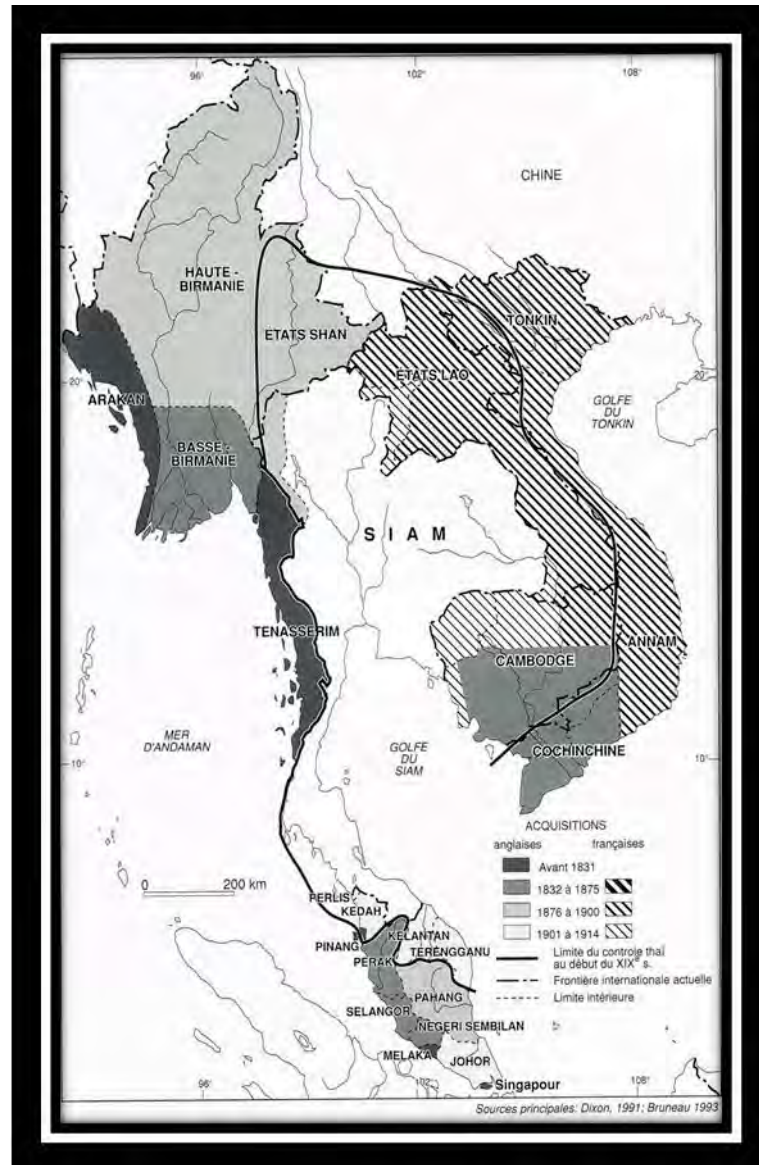 96°
102°
108°
CHINE
HAUTE -
BIRMANIE
ETATS SHAN
TONKIN
ETATS LAO
20°
20°
ARAKAN
GOLFE
DU
TONKIN
BASSE -
BIRMANIE
SIAM
TENASSERIM
ANNAM
CAMBODGE
MER
D'ANDAMAN
GOLFE
DU
SIAM
COCHINCHINE
10°
10°
ACQUISITIONS
anglaises françaises
Avant 1831
1832 à 1875
1876 à 1900
1901 à 1914
Limite du controle thaï
au début du XIXe s.
Frontière internationale actuelle
Limite intérieure
0 200 km
PERLIS
KEDAH
PINANG
KELANTAN
TERENGGANU
PERAK
PAHANG
SELANGOR
NEGERI SEMBILAN
MELAKA
JOHOR
Singapour
96°
102°
108°
Sources principales: Dixon, 1991; Bruneau 1993